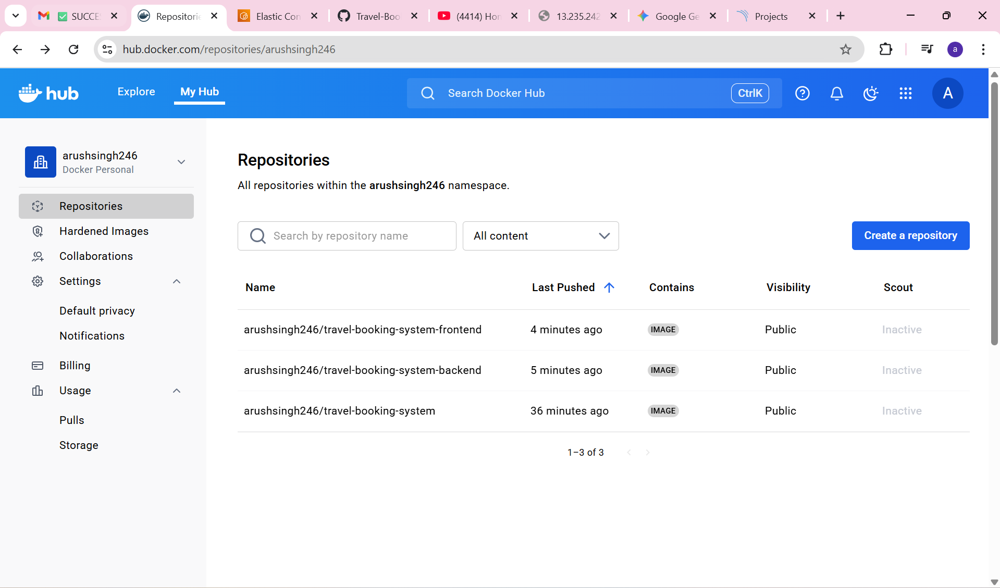 SUCCE
Repositorie
Elastic Con
Travel-Boo
(4414) Hor
13.235.242
Google Ge
Projects
hub.docker.com/repositories/arushsingh246
a
hub
Explore
My Hub
Search Docker Hub
CtrlK
A
arushsingh246
Docker Personal
Repositories
Hardened Images
Collaborations
Settings
Default privacy
Notifications
Billing
Usage
Pulls
Storage
Repositories
All repositories within the arushsingh246 namespace.
Search by repository name
All content
Create a repository
Name Last Pushed Contains Visibility Scout
arushsingh246/travel-booking-system-frontend 4 minutes ago IMAGE Public Inactive
arushsingh246/travel-booking-system-backend 5 minutes ago IMAGE Public Inactive
arushsingh246/travel-booking-system 36 minutes ago IMAGE Public Inactive
1–3 of 3